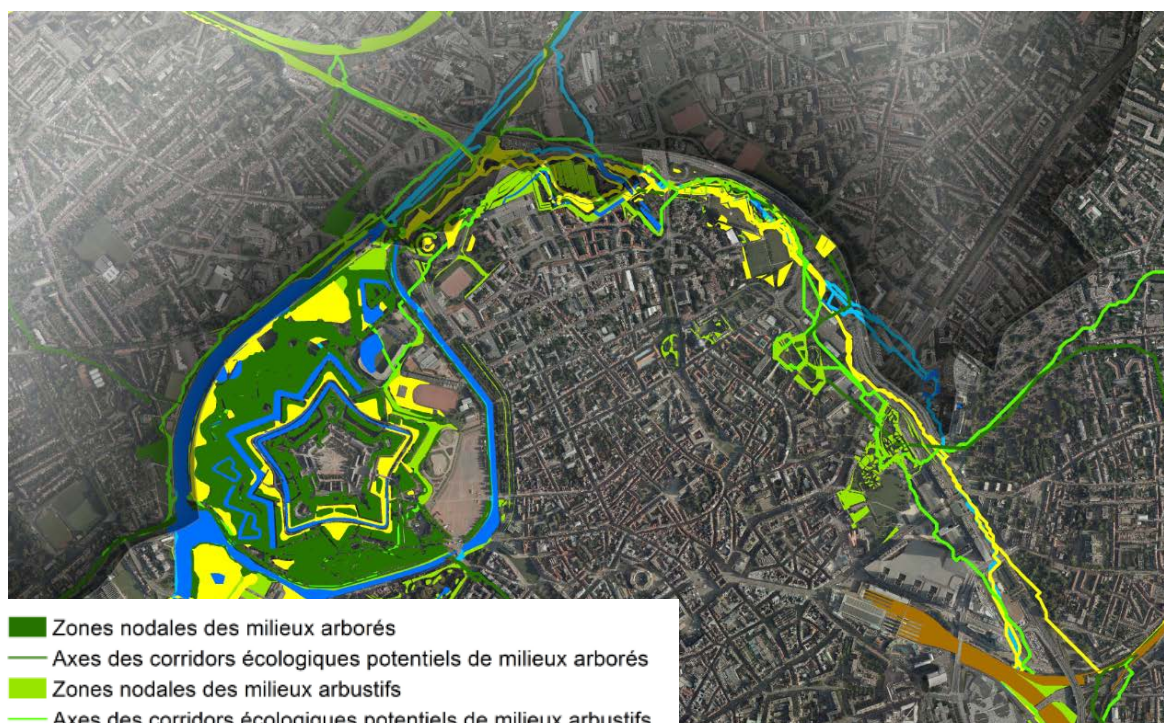 Zones nodales des milieux arborés
Axes des corridors écologiques potentiels de milieux arborés
Zones nodales des milieux arbustifs
Axes des corridors écologiques potentiels de milieux arbustifs